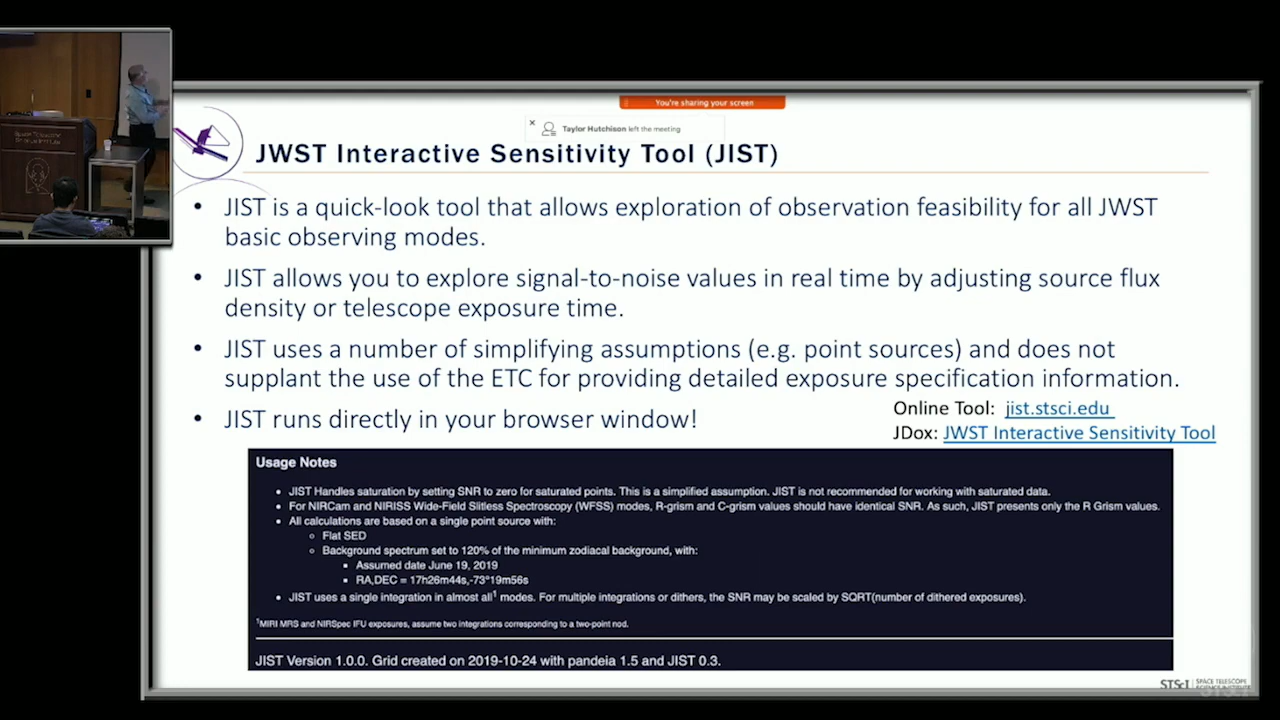 You're sharing your screen
Taylor Hutchison left the meeting
JWST Interactive Sensitivity Tool (JIST)
• JIST is a quick-look tool that allows exploration of observation feasibility for all JWST
basic observing modes.
• JIST allows you to explore signal-to-noise values in real time by adjusting source flux
density or telescope exposure time.
• JIST uses a number of simplifying assumptions (e.g. point sources) and does not
supplant the use of the ETC for providing detailed exposure specification information.
• JIST runs directly in your browser window!
Online Tool: jist.stsci.edu
JDox: JWST Interactive Sensitivity Tool
Usage Notes
• JIST Handles saturation by setting SNR to zero for saturated points. This is a simplified assumption. JIST is not recommended for working with saturated data.
• For NIRCam and NIRISS Wide-Field Slitless Spectroscopy (WFSS) modes, R-grism and C-grism values should have identical SNR. As such, JIST presents only the R Grism values.
• All calculations are based on a single point source with:
◦ Flat SED
◦ Background spectrum set to 120% of the minimum zodiacal background, with:
▪ Assumed date June 19, 2019
▪ RA,DEC = 17h26m44s,-73°19m56s
• JIST uses a single integration in almost all¹ modes. For multiple integrations or dithers, the SNR may be scaled by SQRT(number of dithered exposures).
¹MIRI MRS and NIRSpec IFU exposures, assume two integrations corresponding to a two-point nod.
JIST Version 1.0.0. Grid created on 2019-10-24 with pandeia 1.5 and JIST 0.3.
STScI | SPACE TELESCOPE
SCIENCE INSTITUTE